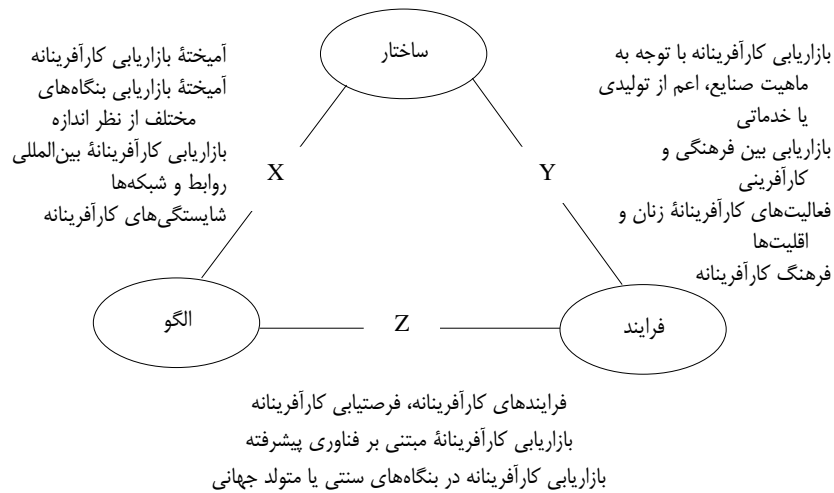 ساختار
آمیختهٔ بازاریابی کارآفرینانه
آمیختهٔ بازاریابی بنگاه‌های
مختلف از نظر اندازه
بازاریابی کارآفرینانهٔ بین‌المللی
روابط و شبکه‌ها
شایستگی‌های کارآفرینانه
X
Y
بازاریابی کارآفرینانه با توجه به
ماهیت صنایع، اعم از تولیدی
یا خدماتی
بازاریابی بین فرهنگی و
کارآفرینی
فعالیت‌های کارآفرینانهٔ زنان و
اقلیت‌ها
فرهنگ کارآفرینانه
الگو
Z
فرایند
فرایندهای کارآفرینانه، فرصتیابی کارآفرینانه
بازاریابی کارآفرینانهٔ مبتنی بر فناوری پیشرفته
بازاریابی کارآفرینانه در بنگاه‌های سنتی یا متولد جهانی